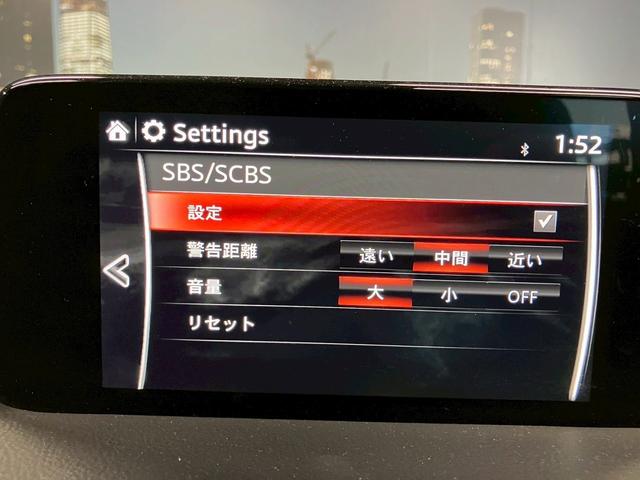 Settings 1:52
SBS/SCBS
設定
警告距離 遠い 中間 近い
音量 大 小 OFF
リセット